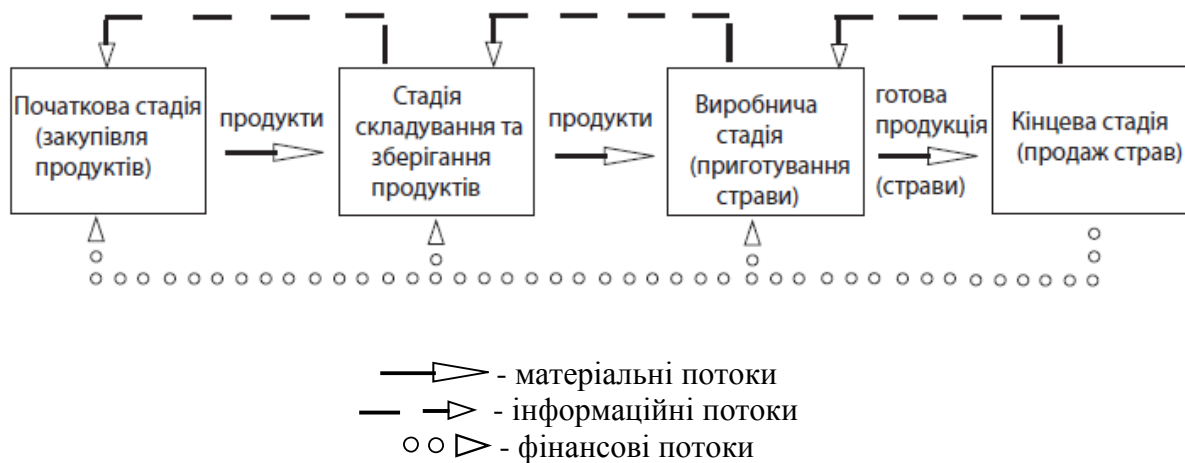 Початкова стадія
(закупівля
продуктів)
продукти
Стадія
складування та
зберігання
продуктів
продукти
Виробнича
стадія
(приготування
страви)
готова
продукція
(страви)
Кінцева стадія
(продаж страв)
- матеріальні потоки
- інформаційні потоки
- фінансові потоки